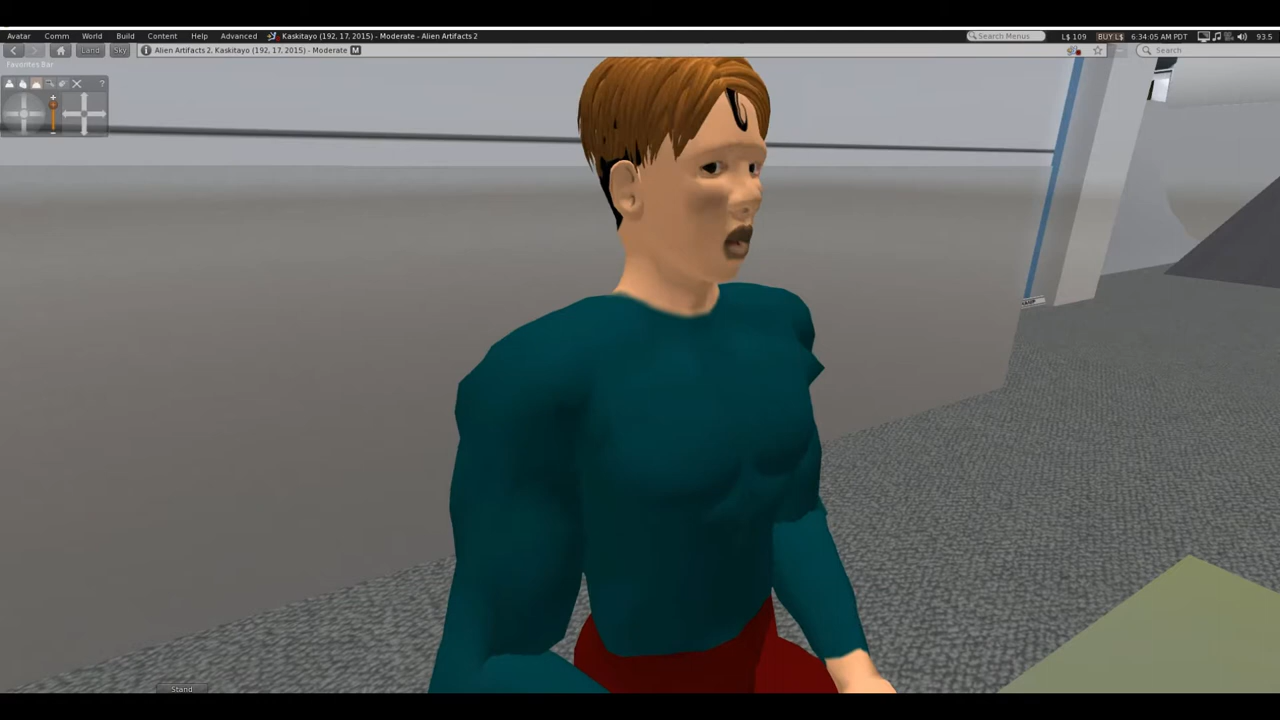 Avatar Comm World Build Content Help Advanced Kaskitayo (192, 17, 2015) - Moderate - Alien Artifacts 2 Search Menus L$ 109 BUY L$ 6:34:05 AM PDT 93.5
Land Sky Alien Artifacts 2, Kaskitayo (192, 17, 2015) - Moderate M Search
Favorites Bar
?
Stand